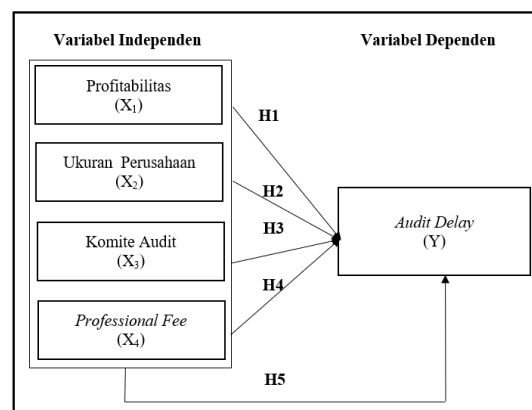 Variabel Independen
Variabel Dependen
Profitabilitas
(X₁)
H1
Ukuran Perusahaan
(X₂)
H2
Komite Audit
(X₃)
H3
Professional Fee
(X₄)
H4
Audit Delay
(Y)
H5